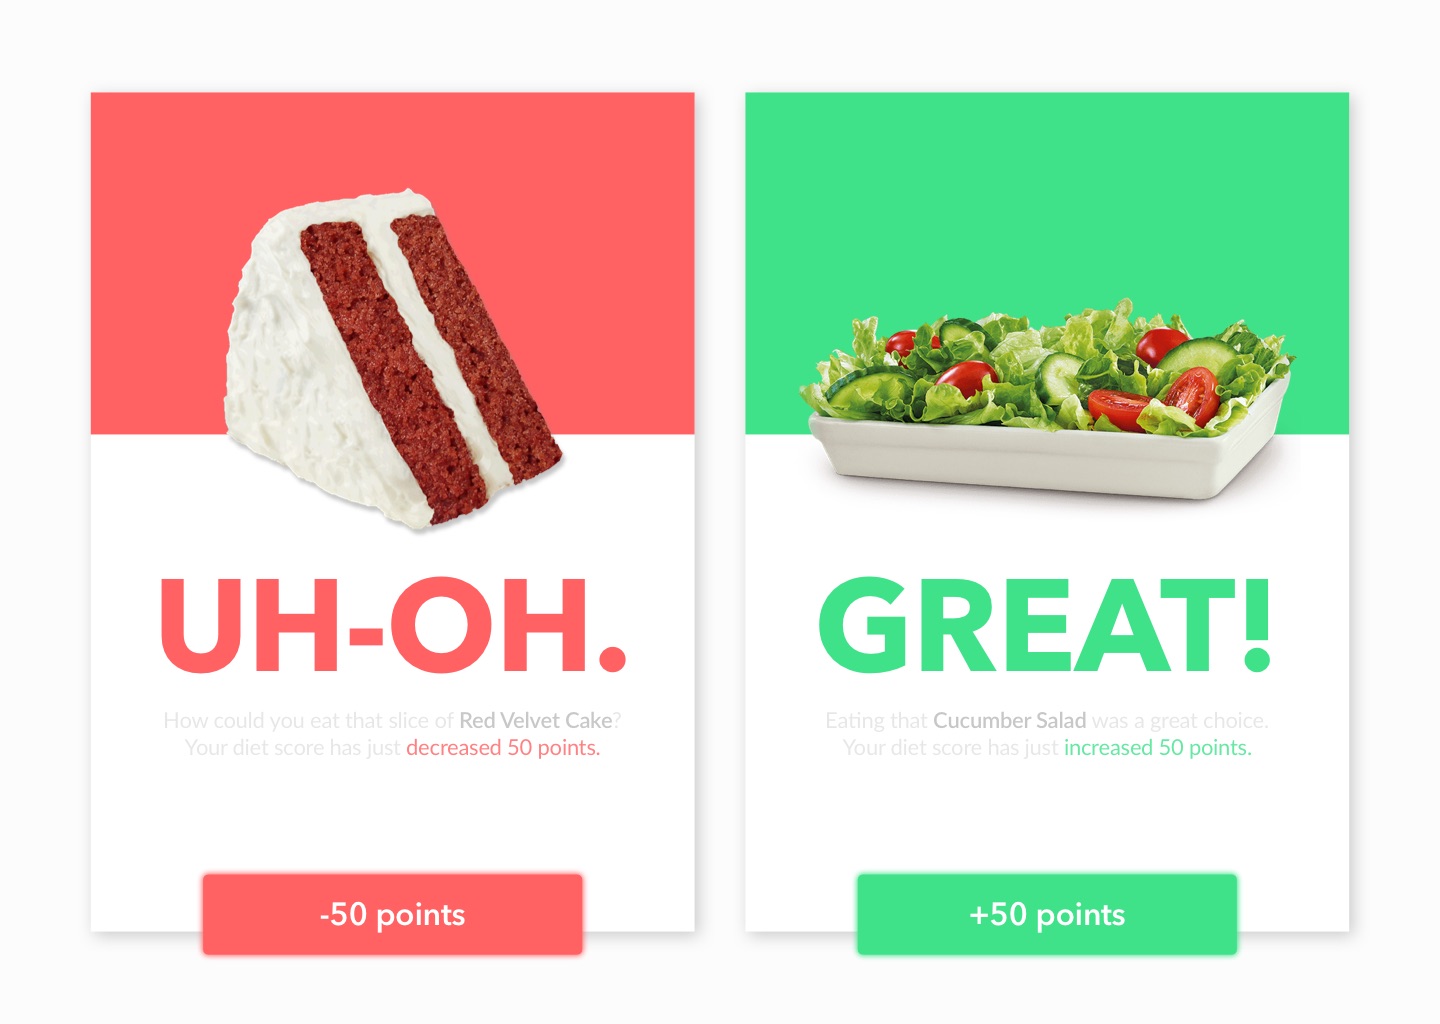 UH-OH.
How could you eat that slice of Red Velvet Cake?
Your diet score has just decreased 50 points.
-50 points
GREAT!
Eating that Cucumber Salad was a great choice.
Your diet score has just increased 50 points.
+50 points